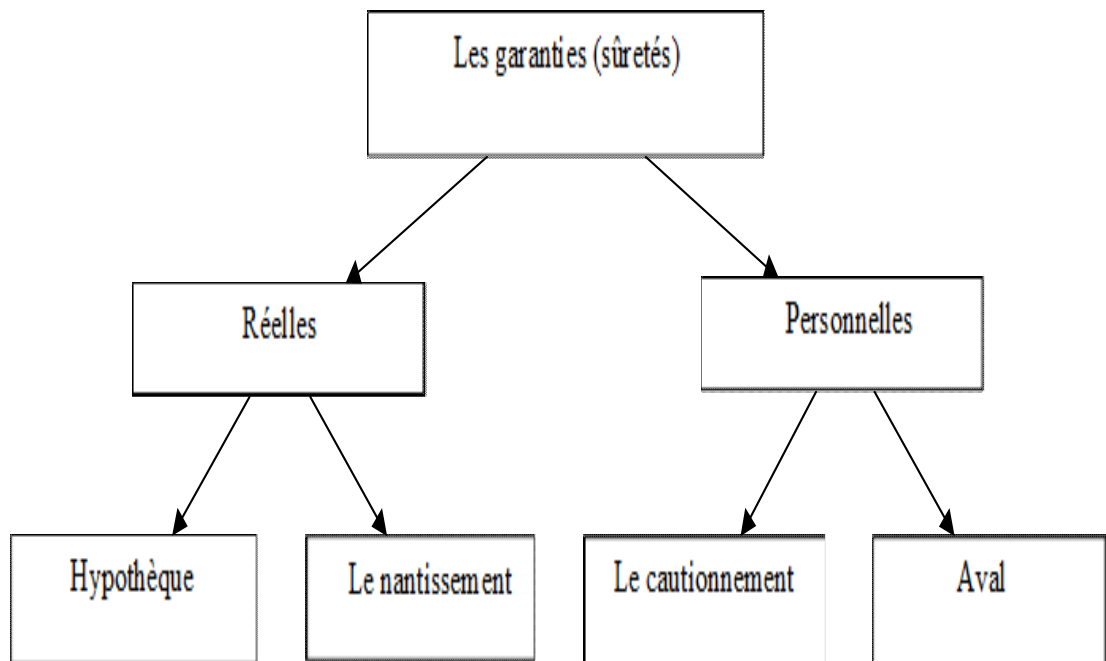 Les garanties (sûretés)
Réelles
Personnelles
Hypothèque
Le nantissement
Le cautionnement
Aval